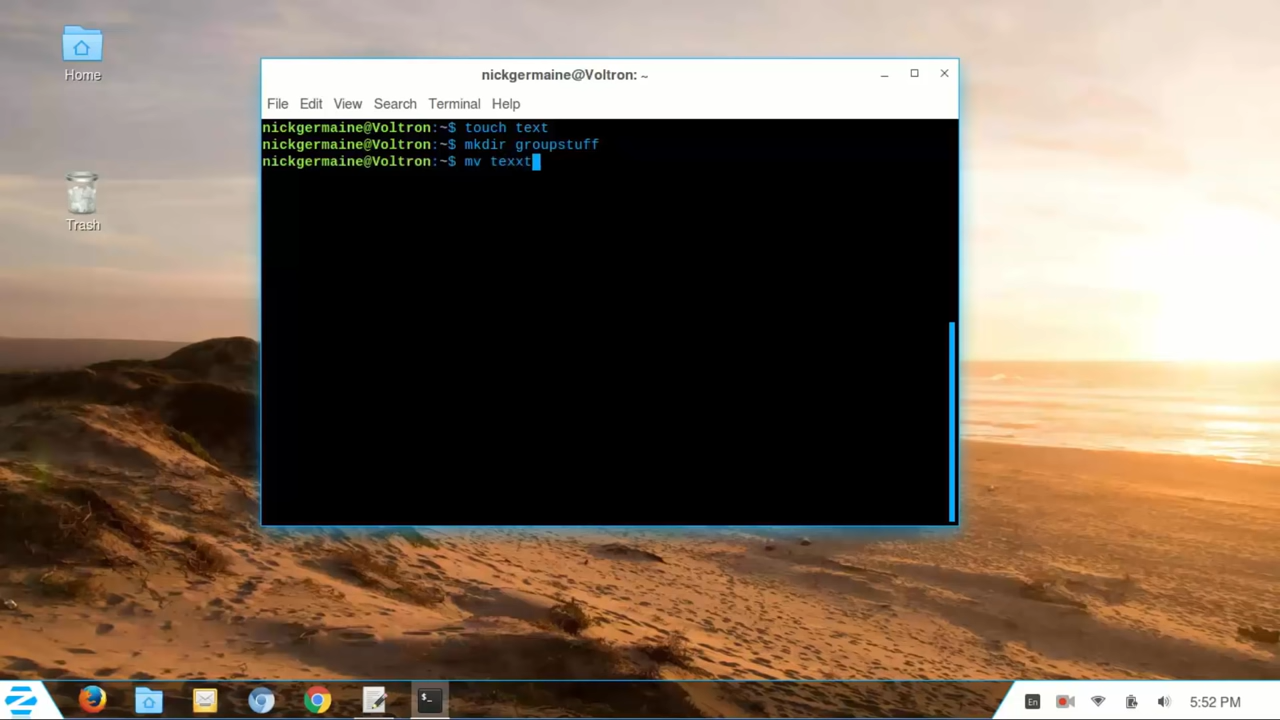 Home
Trash
nickgermaine@Voltron: ~
File Edit View Search Terminal Help
nickgermaine@Voltron:~$ touch text
nickgermaine@Voltron:~$ mkdir groupstuff
nickgermaine@Voltron:~$ mv texxt
$_
En
5:52 PM